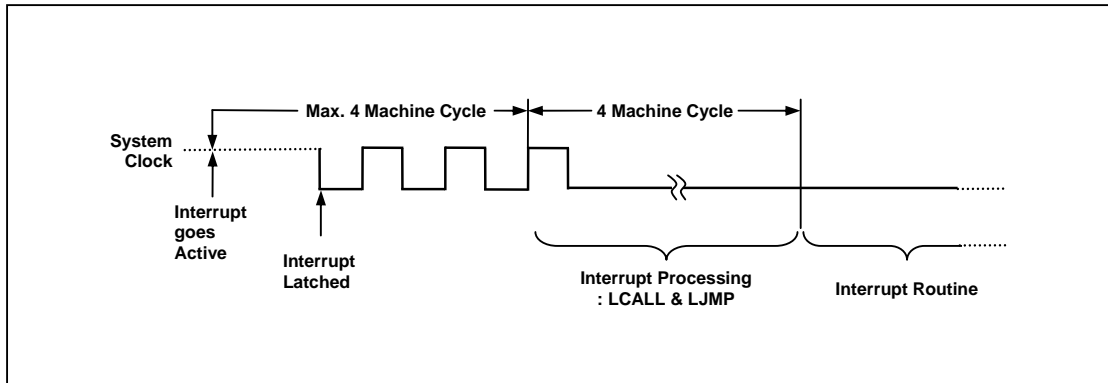 Max. 4 Machine Cycle
4 Machine Cycle
System
Clock
Interrupt
goes
Active
Interrupt
Latched
Interrupt Processing
: LCALL & LJMP
Interrupt Routine